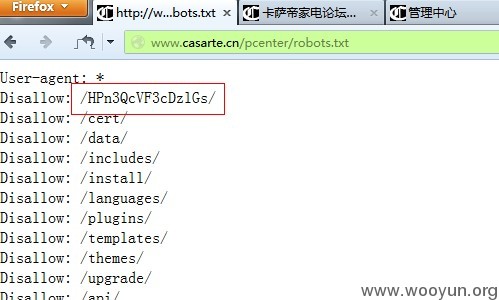 Firefox
http://w...bots.txt
卡萨帝家电论坛...
管理中心
www.casarte.cn/pcenter/robots.txt
User-agent: *
Disallow: /HPn3QcVF3cDzlGs/
Disallow: /cert/
Disallow: /data/
Disallow: /includes/
Disallow: /install/
Disallow: /languages/
Disallow: /plugins/
Disallow: /templates/
Disallow: /themes/
Disallow: /upgrade/
Disallow: /api/
www.wooyun.org